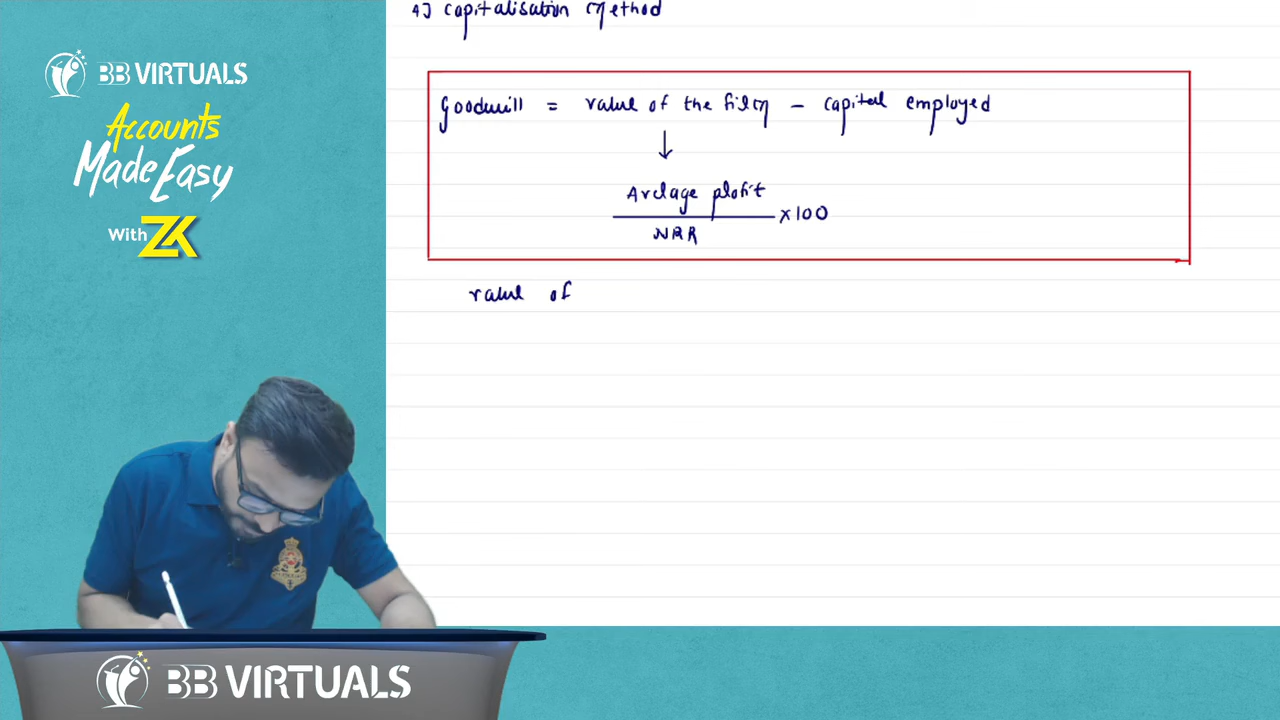 4] capitalisation method
BB VIRTUALS
Accounts
Made Easy
With ZK
Goodwill = value of the firm - capital employed
↓
Average profit
x100
NRR
value of
BB VIRTUALS